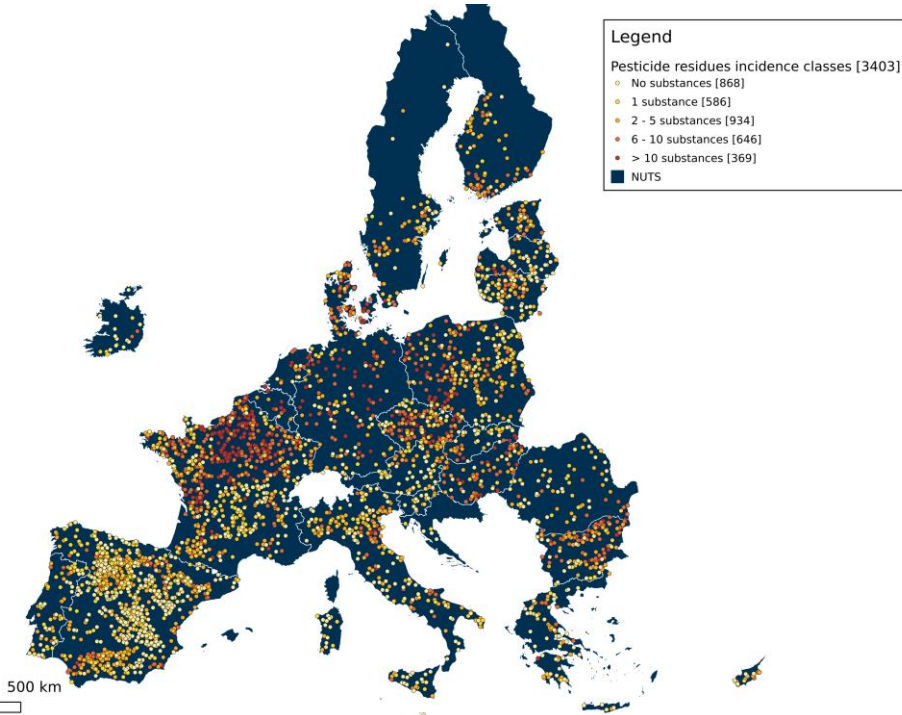 Legend
Pesticide residues incidence classes [3403]
No substances [868]
1 substance [586]
2 - 5 substances [934]
6 - 10 substances [646]
> 10 substances [369]
NUTS
500 km